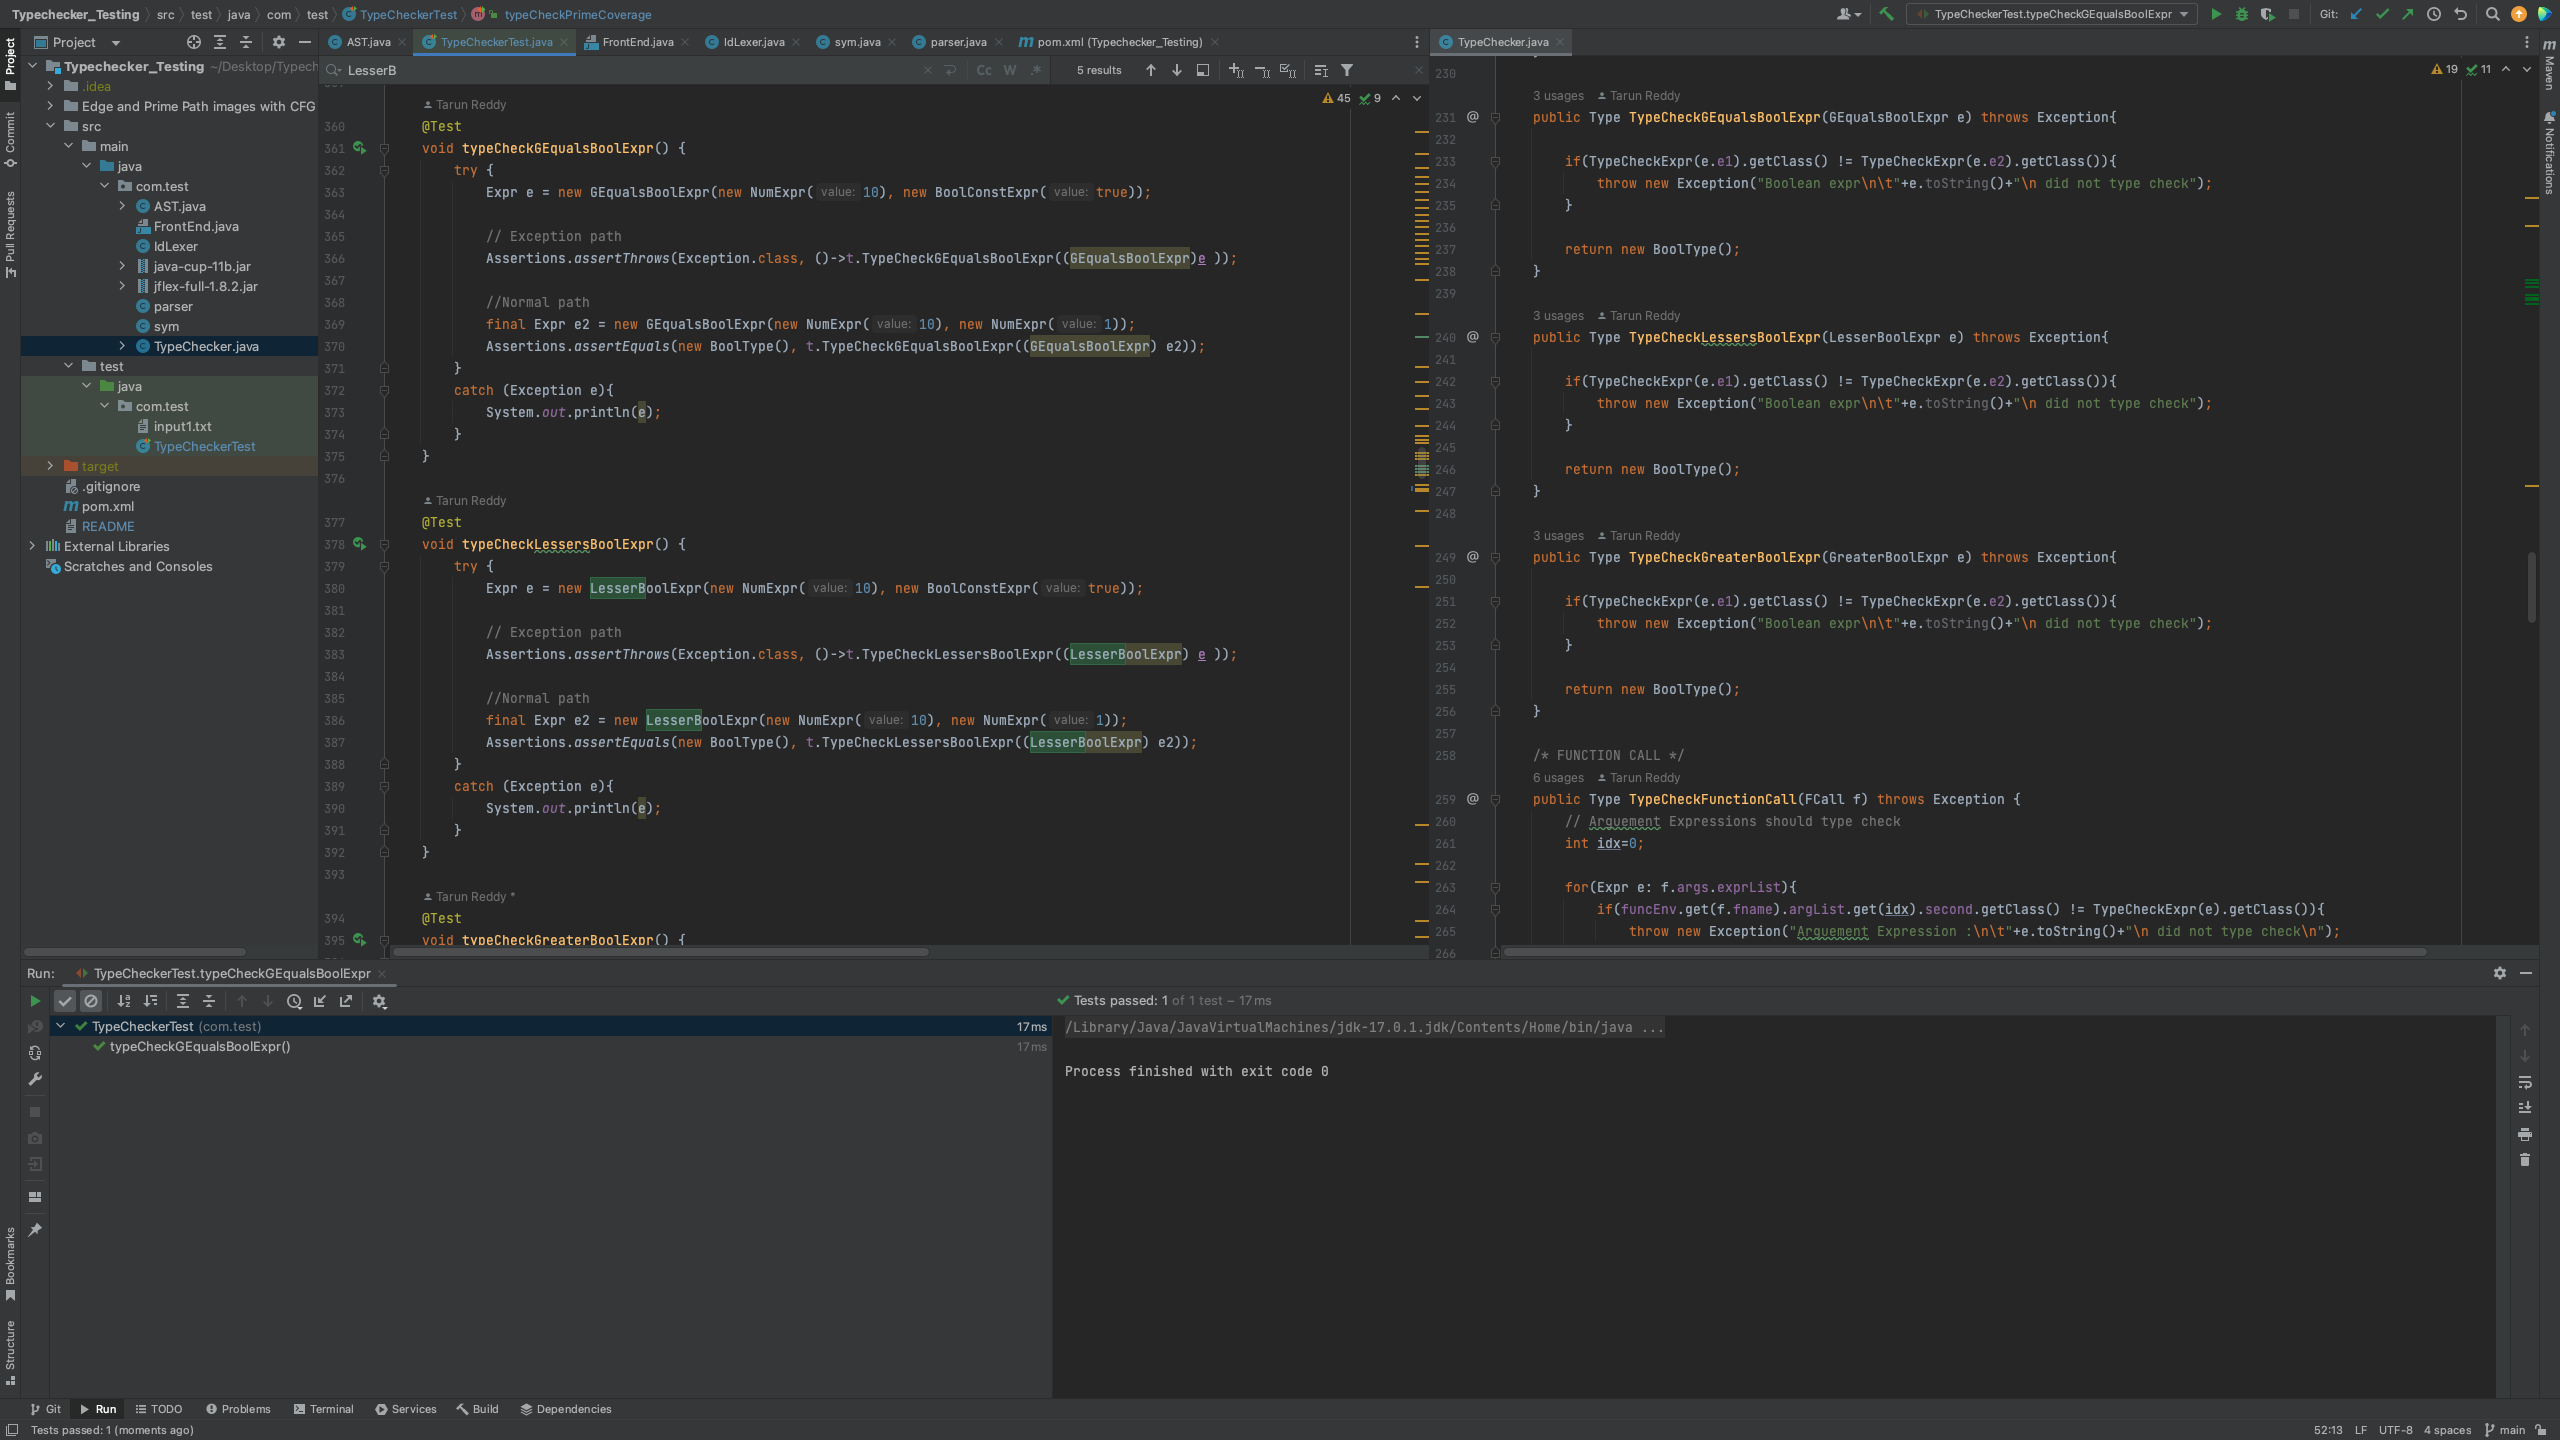 Typechecker_Testing src test java com test TypeCheckerTest typeCheckPrimeCoverage
TypeCheckerTest.typeCheckGEqualsBoolExpr
Git:
Project
Commit
Pull Requests
Bookmarks
Structure
Project
Typechecker_Testing ~/Desktop/Typech
.idea
Edge and Prime Path images with CFG
src
main
java
com.test
AST.java
FrontEnd.java
IdLexer
java-cup-11b.jar
jflex-full-1.8.2.jar
parser
sym
TypeChecker.java
test
java
com.test
input1.txt
TypeCheckerTest
target
.gitignore
pom.xml
README
External Libraries
Scratches and Consoles
AST.java TypeCheckerTest.java FrontEnd.java IdLexer.java sym.java parser.java pom.xml (Typechecker_Testing)
LesserB Cc W .* 5 results
45 9
Tarun Reddy
360 @Test
361 void typeCheckGEqualsBoolExpr() {
362 try {
363 Expr e = new GEqualsBoolExpr(new NumExpr( value: 10), new BoolConstExpr( value: true));
364
365 // Exception path
366 Assertions.assertThrows(Exception.class, ()->t.TypeCheckGEqualsBoolExpr((GEqualsBoolExpr)e ));
367
368 //Normal path
369 final Expr e2 = new GEqualsBoolExpr(new NumExpr( value: 10), new NumExpr( value: 1));
370 Assertions.assertEquals(new BoolType(), t.TypeCheckGEqualsBoolExpr((GEqualsBoolExpr) e2));
371 }
372 catch (Exception e){
373 System.out.println(e);
374 }
375 }
376
Tarun Reddy
377 @Test
378 void typeCheckLessersBoolExpr() {
379 try {
380 Expr e = new LesserBoolExpr(new NumExpr( value: 10), new BoolConstExpr( value: true));
381
382 // Exception path
383 Assertions.assertThrows(Exception.class, ()->t.TypeCheckLessersBoolExpr((LesserBoolExpr) e ));
384
385 //Normal path
386 final Expr e2 = new LesserBoolExpr(new NumExpr( value: 10), new NumExpr( value: 1));
387 Assertions.assertEquals(new BoolType(), t.TypeCheckLessersBoolExpr((LesserBoolExpr) e2));
388 }
389 catch (Exception e){
390 System.out.println(e);
391 }
392 }
393
Tarun Reddy *
394 @Test
395 void typeCheckGreaterBoolExpr() {
TypeChecker.java
19 11
230
3 usages Tarun Reddy
231 @ public Type TypeCheckGEqualsBoolExpr(GEqualsBoolExpr e) throws Exception{
232
233 if(TypeCheckExpr(e.e1).getClass() != TypeCheckExpr(e.e2).getClass()){
234 throw new Exception("Boolean expr\n\t"+e.toString()+"\n did not type check");
235 }
236
237 return new BoolType();
238 }
239
3 usages Tarun Reddy
240 @ public Type TypeCheckLessersBoolExpr(LesserBoolExpr e) throws Exception{
241
242 if(TypeCheckExpr(e.e1).getClass() != TypeCheckExpr(e.e2).getClass()){
243 throw new Exception("Boolean expr\n\t"+e.toString()+"\n did not type check");
244 }
245
246 return new BoolType();
247 }
248
3 usages Tarun Reddy
249 @ public Type TypeCheckGreaterBoolExpr(GreaterBoolExpr e) throws Exception{
250
251 if(TypeCheckExpr(e.e1).getClass() != TypeCheckExpr(e.e2).getClass()){
252 throw new Exception("Boolean expr\n\t"+e.toString()+"\n did not type check");
253 }
254
255 return new BoolType();
256 }
257
258 /* FUNCTION CALL */
6 usages Tarun Reddy
259 @ public Type TypeCheckFunctionCall(FCall f) throws Exception {
260 // Arguement Expressions should type check
261 int idx=0;
262
263 for(Expr e: f.args.exprList){
264 if(funcEnv.get(f.fname).argList.get(idx).second.getClass() != TypeCheckExpr(e).getClass()){
265 throw new Exception("Arguement Expression :\n\t"+e.toString()+"\n did not type check\n");
266
Maven
Notifications
Run: TypeCheckerTest.typeCheckGEqualsBoolExpr
Tests passed: 1 of 1 test – 17 ms
TypeCheckerTest (com.test) 17 ms
typeCheckGEqualsBoolExpr() 17 ms
/Library/Java/JavaVirtualMachines/jdk-17.0.1.jdk/Contents/Home/bin/java ...
Process finished with exit code 0
Git Run TODO Problems Terminal Services Build Dependencies
Tests passed: 1 (moments ago)
52:13 LF UTF-8 4 spaces main